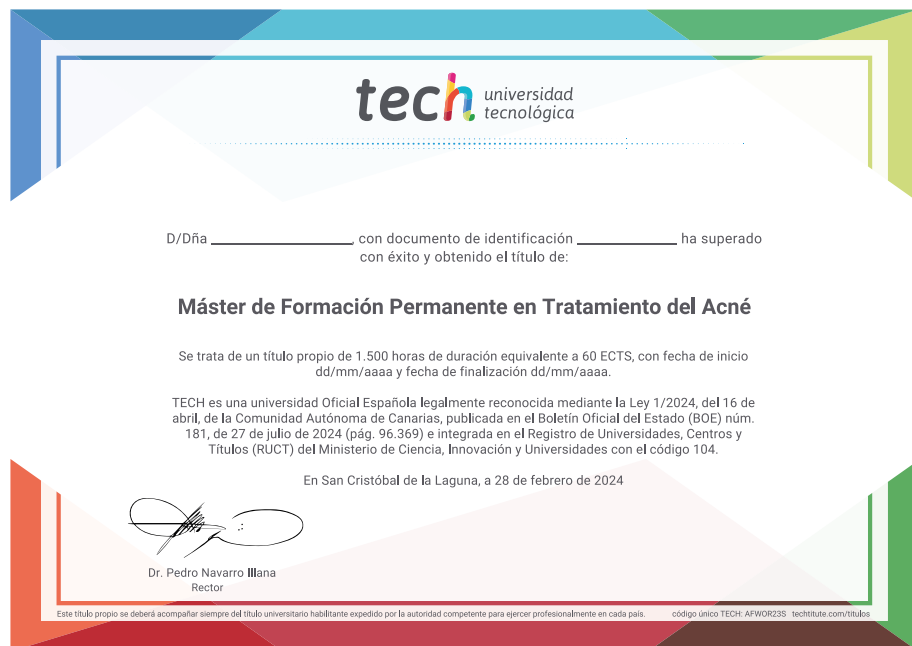 tech universidad
tecnológica
D/Dña ____________________, con documento de identificación __________________ ha superado
con éxito y obtenido el título de:
Máster de Formación Permanente en Tratamiento del Acné
Se trata de un título propio de 1.500 horas de duración equivalente a 60 ECTS, con fecha de inicio
dd/mm/aaaa y fecha de finalización dd/mm/aaaa.
TECH es una universidad Oficial Española legalmente reconocida mediante la Ley 1/2024, del 16 de
abril, de la Comunidad Autónoma de Canarias, publicada en el Boletín Oficial del Estado (BOE) núm.
181, de 27 de julio de 2024 (pág. 96.369) e integrada en el Registro de Universidades, Centros y
Títulos (RUCT) del Ministerio de Ciencia, Innovación y Universidades con el código 104.
En San Cristóbal de la Laguna, a 28 de febrero de 2024
Dr. Pedro Navarro Illana
Rector
Este título propio se deberá acompañar siempre del título universitario habilitante expedido por la autoridad competente para ejercer profesionalmente en cada país. código único TECH: AFWOR23S techtitute.com/titulos